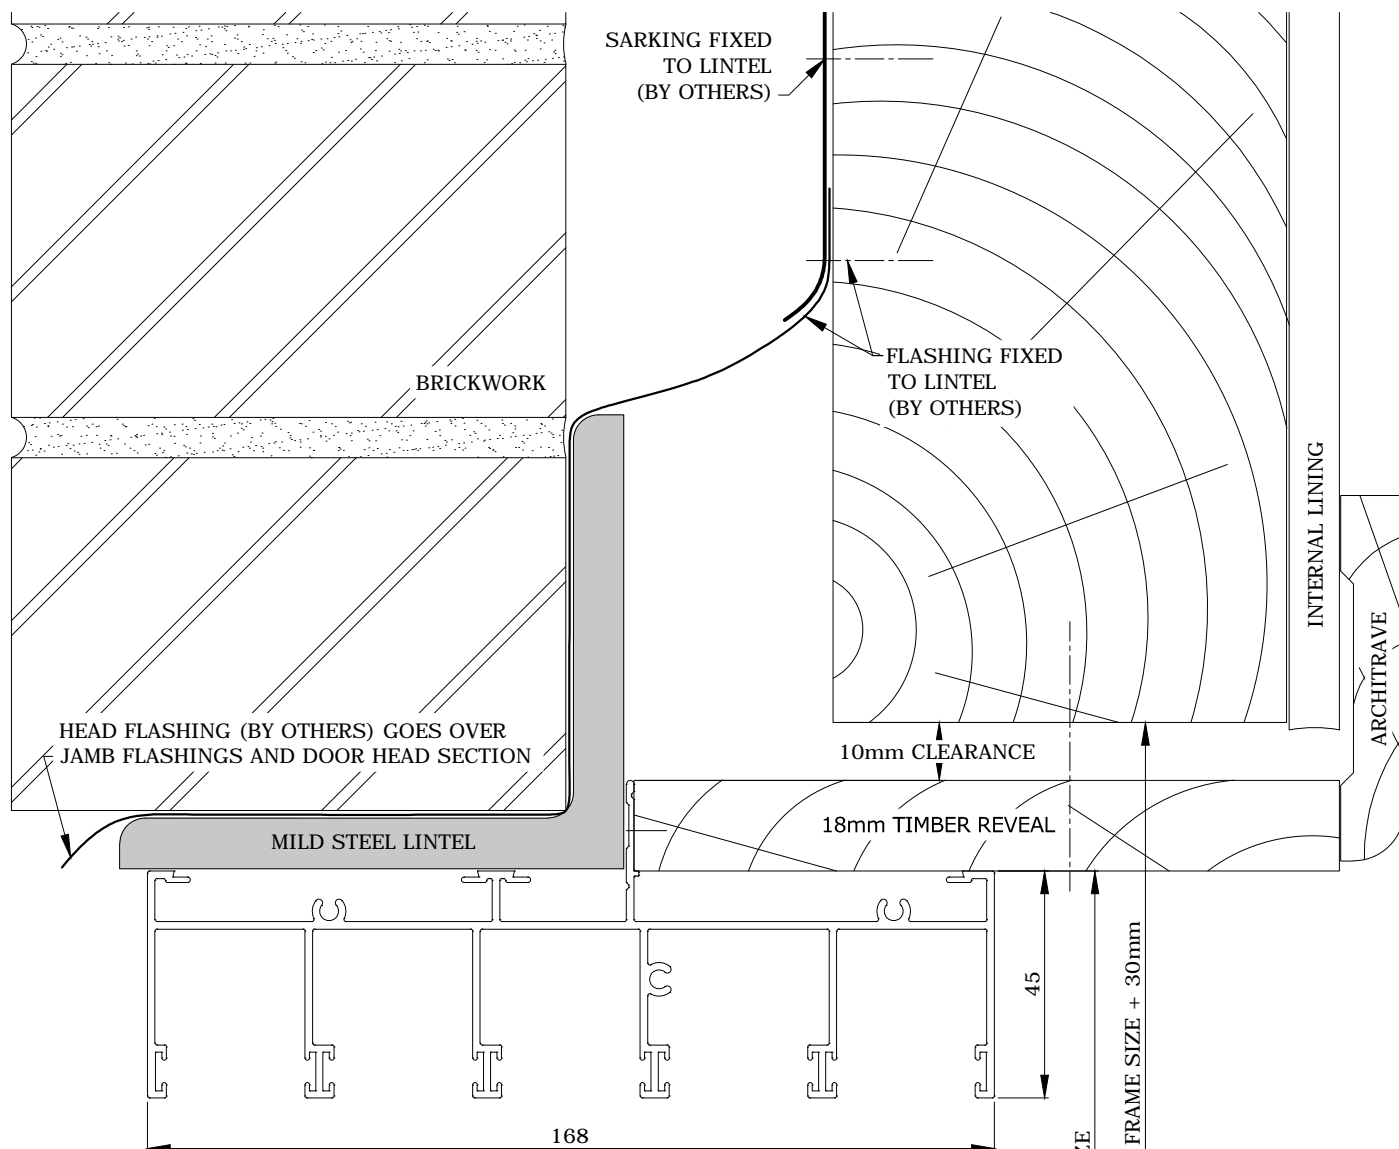 SARKING FIXED
TO LINTEL
(BY OTHERS)
FLASHING FIXED
TO LINTEL
(BY OTHERS)
BRICKWORK
INTERNAL LINING
ARCHITRAVE
HEAD FLASHING (BY OTHERS) GOES OVER
JAMB FLASHINGS AND DOOR HEAD SECTION
10mm CLEARANCE
18mm TIMBER REVEAL
MILD STEEL LINTEL
45
FRAME SIZE + 30mm
168